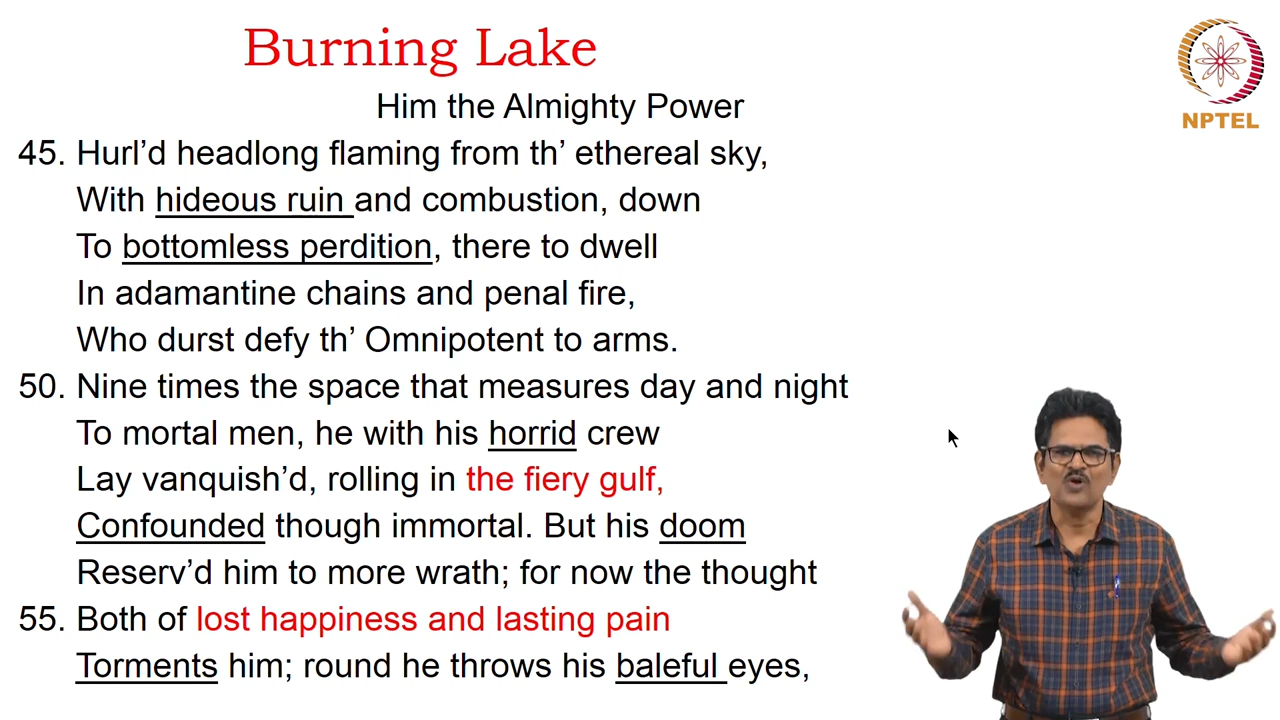 Burning Lake
NPTEL
Him the Almighty Power
45. Hurl’d headlong flaming from th’ ethereal sky,
With hideous ruin and combustion, down
To bottomless perdition, there to dwell
In adamantine chains and penal fire,
Who durst defy th’ Omnipotent to arms.
50. Nine times the space that measures day and night
To mortal men, he with his horrid crew
Lay vanquish’d, rolling in the fiery gulf,
Confounded though immortal. But his doom
Reserv’d him to more wrath; for now the thought
55. Both of lost happiness and lasting pain
Torments him; round he throws his baleful eyes,